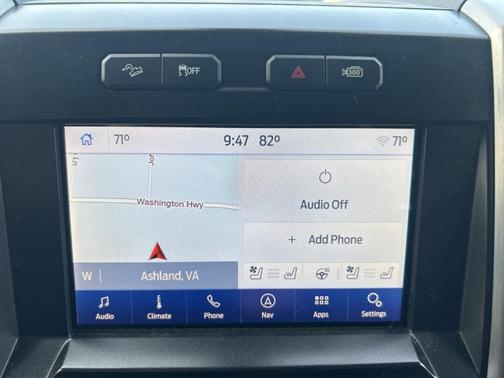 OFF
360
71°
9:47
82°
71°
Washington Hwy
Audio Off
+ Add Phone
W
Ashland, VA
Audio
Climate
Phone
Nav
Apps
Settings